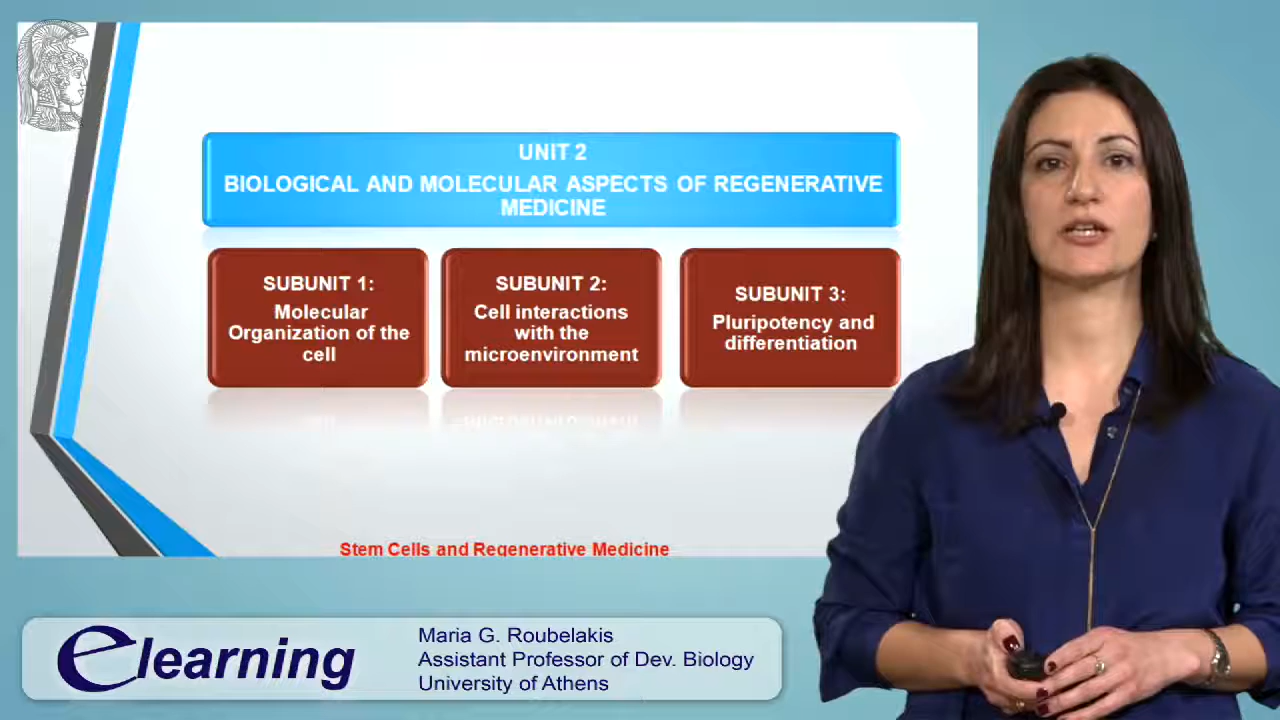 UNIT 2
BIOLOGICAL AND MOLECULAR ASPECTS OF REGENERATIVE
MEDICINE
SUBUNIT 1:
Molecular
Organization of the
cell
SUBUNIT 2:
Cell interactions
with the
microenvironment
SUBUNIT 3:
Pluripotency and
differentiation
Stem Cells and Regenerative Medicine
elearning
Maria G. Roubelakis
Assistant Professor of Dev. Biology
University of Athens